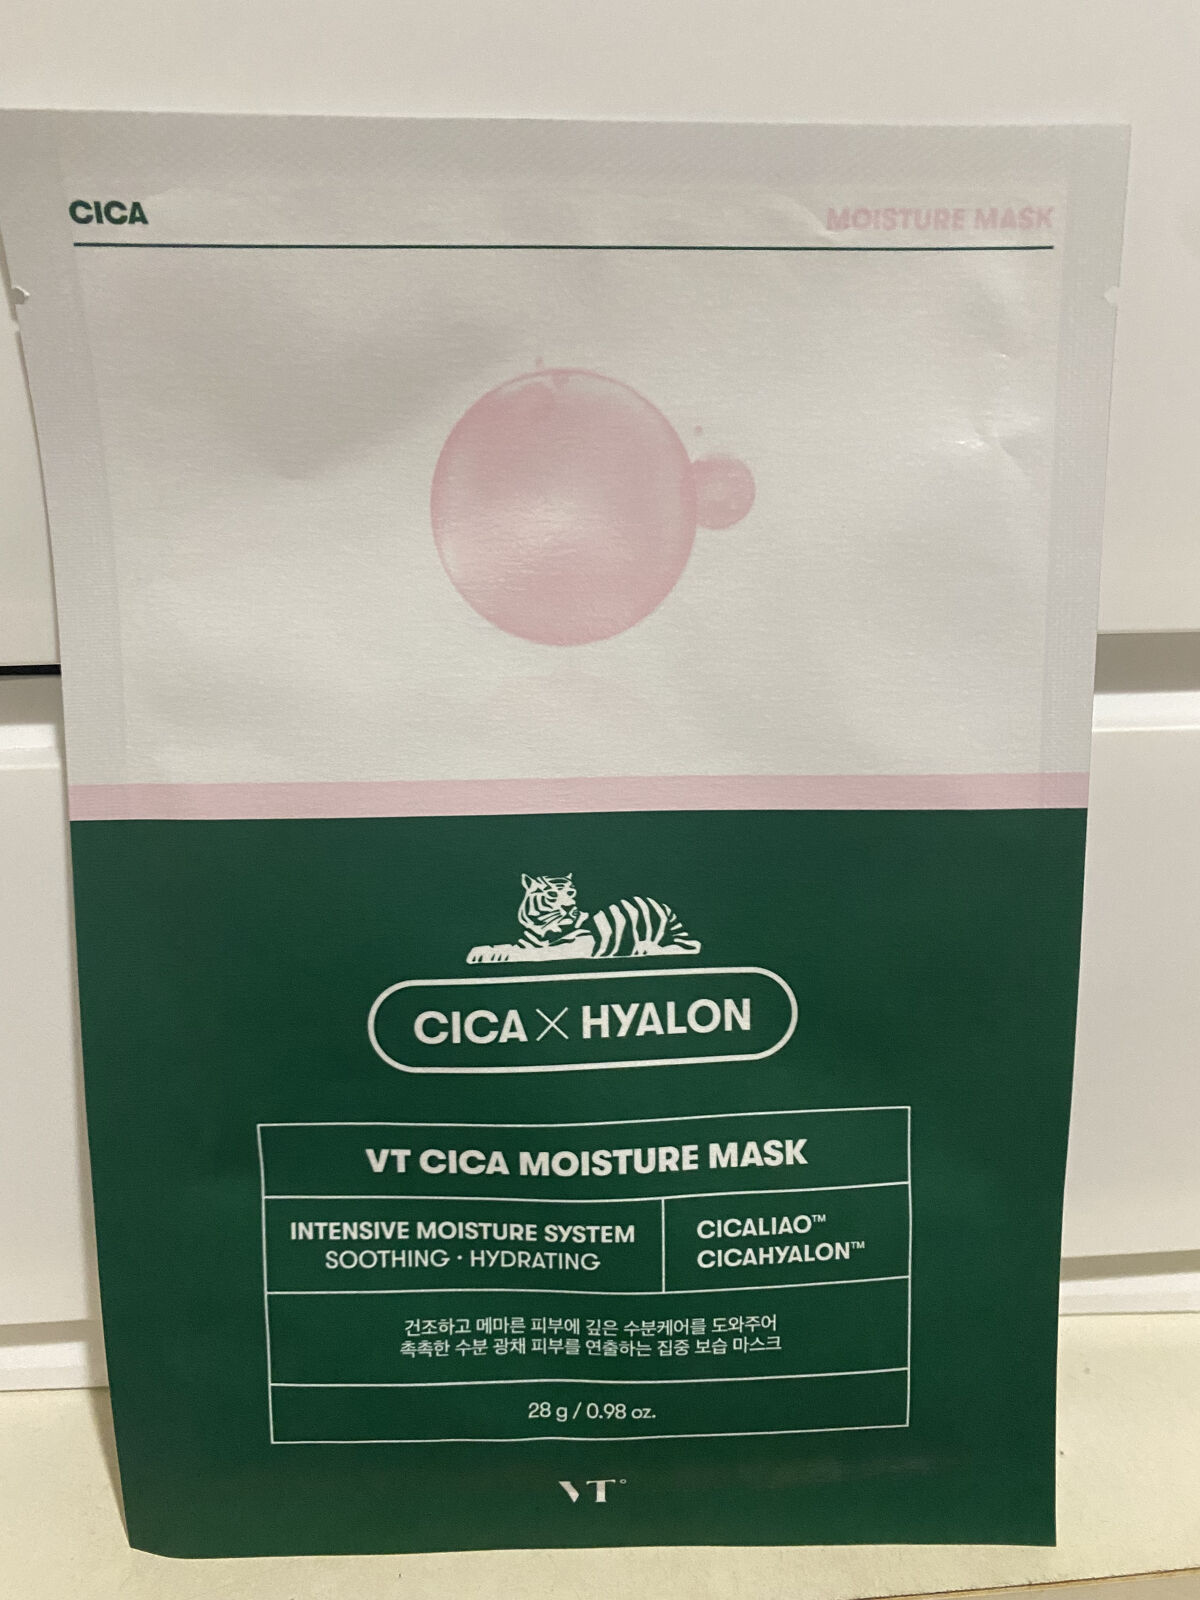 CICA
MOISTURE MASK
CICA × HYALON
VT CICA MOISTURE MASK
INTENSIVE MOISTURE SYSTEM
SOOTHING · HYDRATING
CICALIAO™
CICAHYALON™
건조하고 메마른 피부에 깊은 수분케어를 도와주어
촉촉한 수분 광채 피부를 연출하는 집중 보습 마스크
28 g / 0.98 oz.
VT°